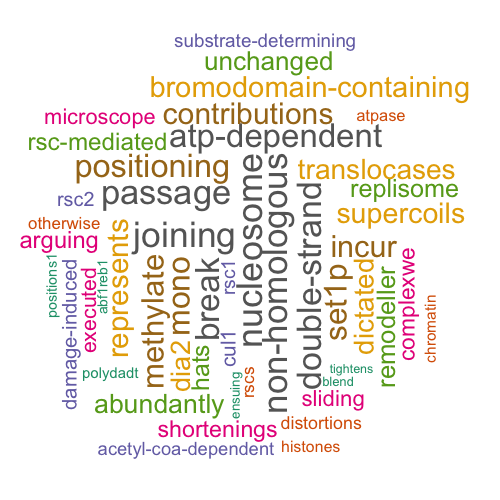 substrate-determining
unchanged
bromodomain-containing
microscope
contributions
atpase
rsc-mediated
atp-dependent
positioning
translocases
rsc2
passage
replisome
otherwise
supercoils
arguing
joining
incur
positions1
damage-induced
executed
abf1reb1
represents
methylate
dia2
mono
hats
break
cul1
rsc1
nucleosome
non-homologous
double-strand
set1p
dictated
remodeller
complexwe
chromatin
polydadt
ensuing
rscs
tightens
blend
abundantly
sliding
shortenings
distortions
acetyl-coa-dependent
histones